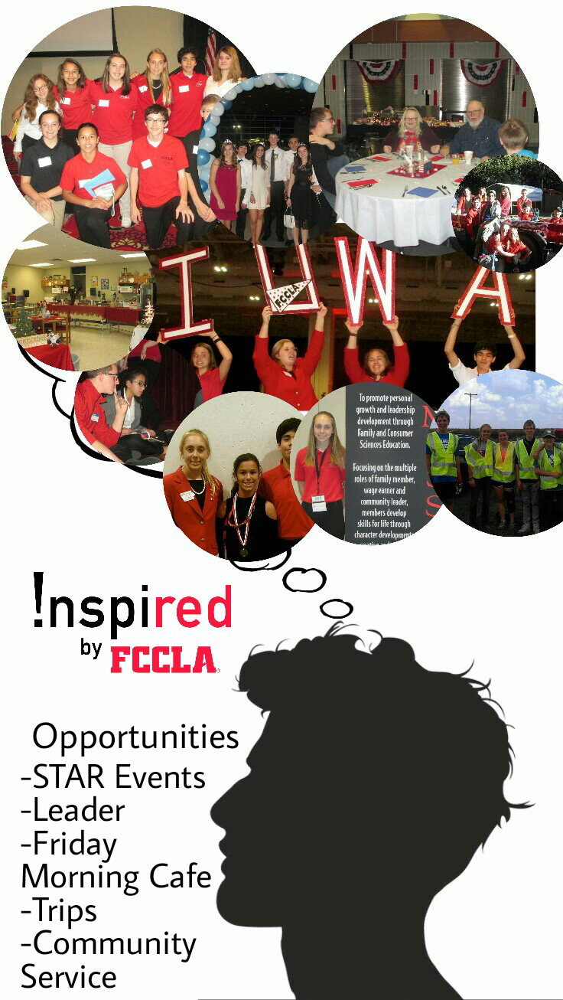 FCCLA
I O W A
FCCLA
To promote personal
growth and leadership
development through
Family and Consumer
Sciences Education.
Focusing on the multiple
roles of family member,
wage earner and
community leader,
members develop
skills for life through
character development,
!nspired
by FCCLA
Opportunities
-STAR Events
-Leader
-Friday
Morning Cafe
-Trips
-Community
Service